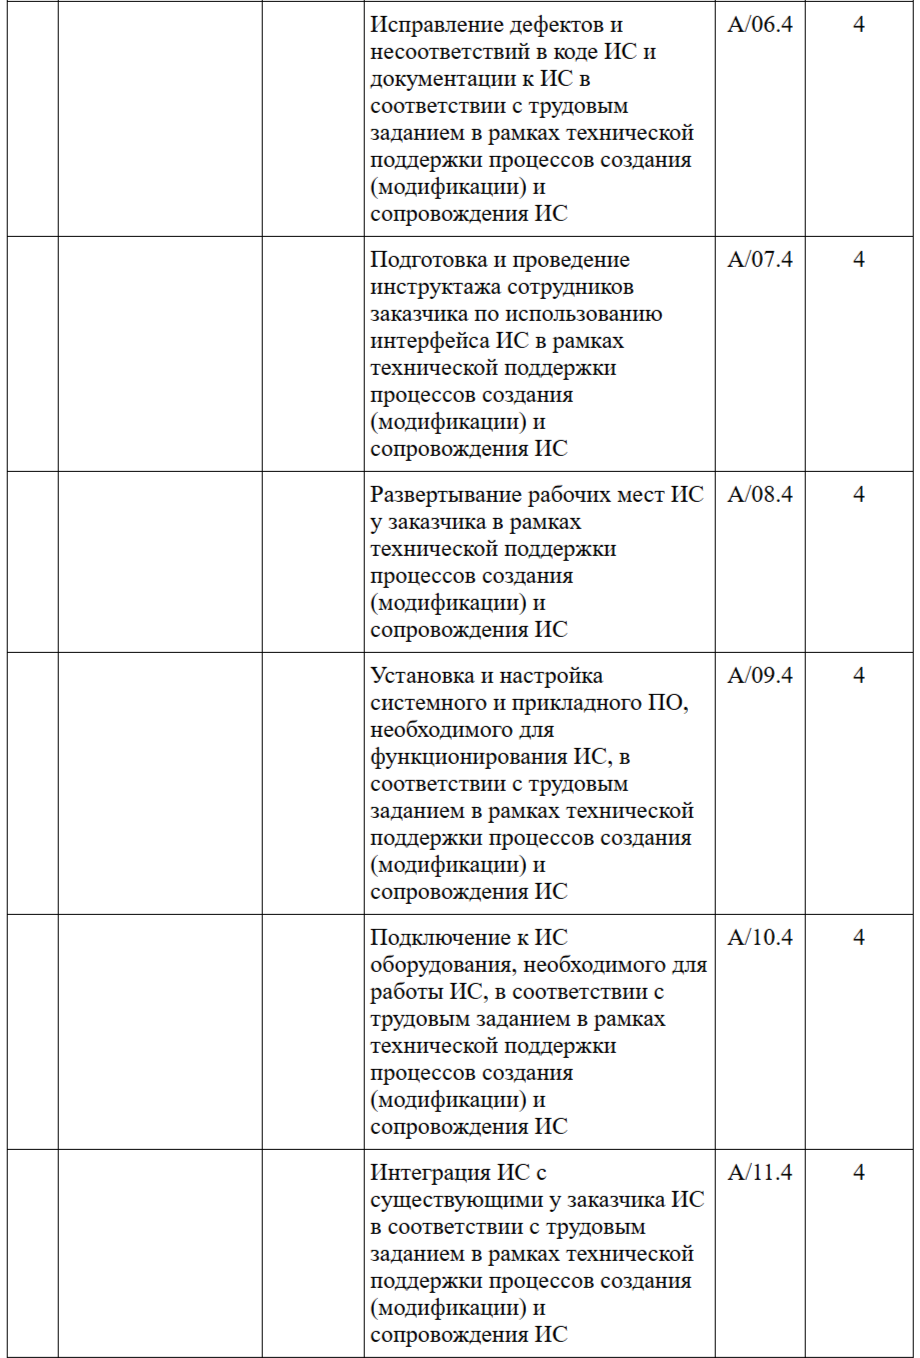 Исправление дефектов и A/06.4 4
несоответствий в коде ИС и
документации к ИС в
соответствии с трудовым
заданием в рамках технической
поддержки процессов создания
(модификации) и
сопровождения ИС
Подготовка и проведение A/07.4 4
инструктажа сотрудников
заказчика по использованию
интерфейса ИС в рамках
технической поддержки
процессов создания
(модификации) и
сопровождения ИС
Развертывание рабочих мест ИС A/08.4 4
у заказчика в рамках
технической поддержки
процессов создания
(модификации) и
сопровождения ИС
Установка и настройка A/09.4 4
системного и прикладного ПО,
необходимого для
функционирования ИС, в
соответствии с трудовым
заданием в рамках технической
поддержки процессов создания
(модификации) и
сопровождения ИС
Подключение к ИС A/10.4 4
оборудования, необходимого для
работы ИС, в соответствии с
трудовым заданием в рамках
технической поддержки
процессов создания
(модификации) и
сопровождения ИС
Интеграция ИС с A/11.4 4
существующими у заказчика ИС
в соответствии с трудовым
заданием в рамках технической
поддержки процессов создания
(модификации) и
сопровождения ИС